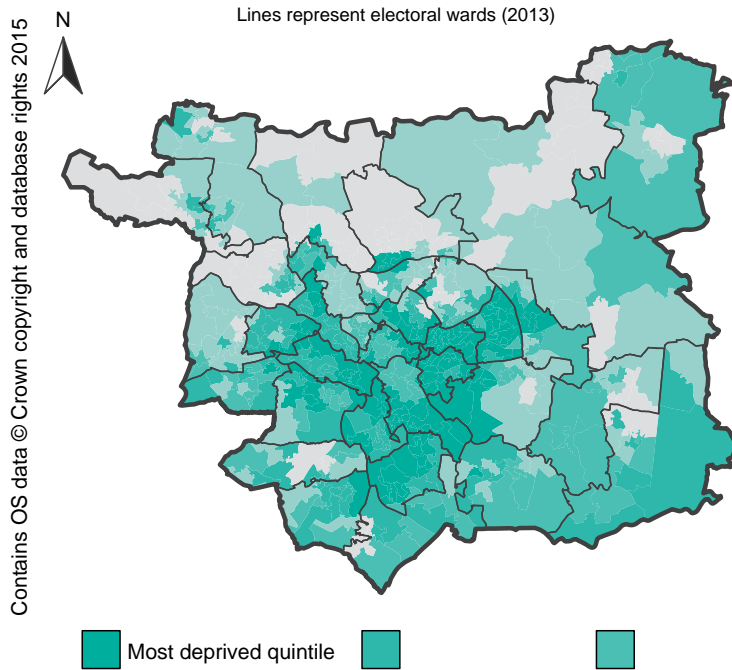 Lines represent electoral wards (2013)
N
Contains OS data © Crown copyright and database rights 2015
Most deprived quintile